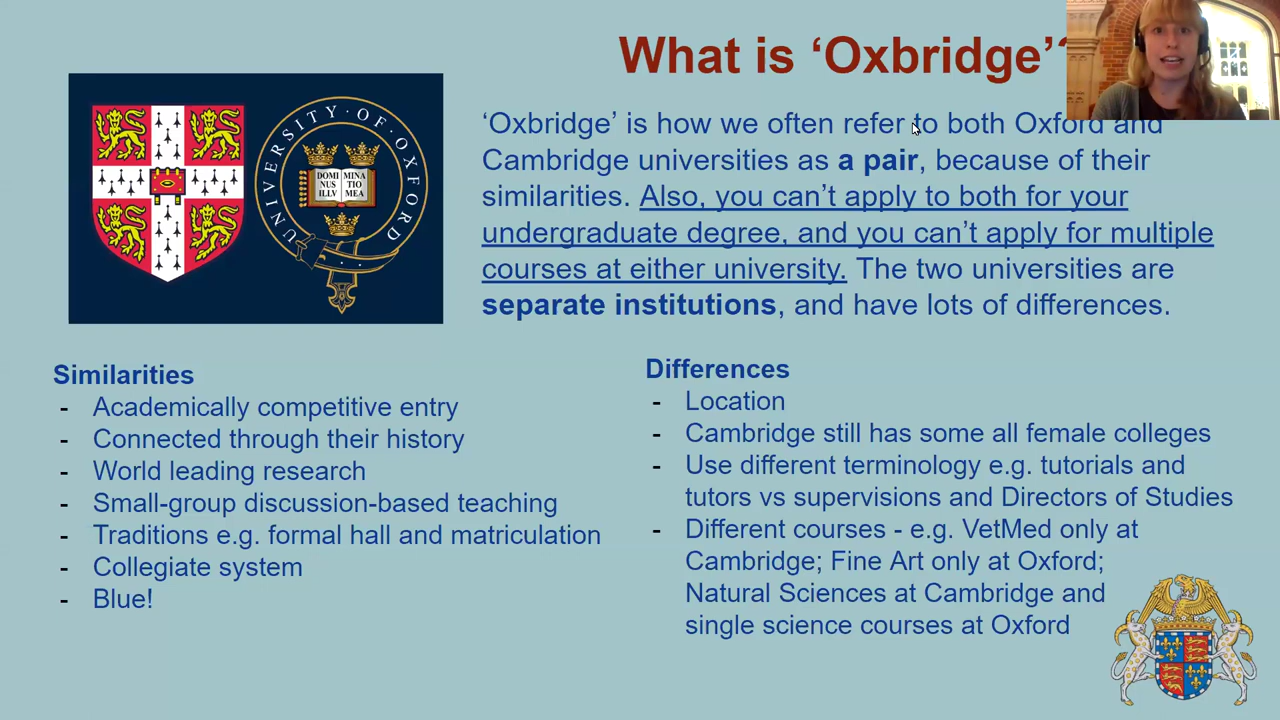 What is ‘Oxbridge’?
UNIVERSITY·OF·OXFORD
DOMI MINA
NUS TIO
ILLV MEA
‘Oxbridge’ is how we often refer to both Oxford and
Cambridge universities as a pair, because of their
similarities. Also, you can’t apply to both for your
undergraduate degree, and you can’t apply for multiple
courses at either university. The two universities are
separate institutions, and have lots of differences.
Similarities
- Academically competitive entry
- Connected through their history
- World leading research
- Small-group discussion-based teaching
- Traditions e.g. formal hall and matriculation
- Collegiate system
- Blue!
Differences
- Location
- Cambridge still has some all female colleges
- Use different terminology e.g. tutorials and
tutors vs supervisions and Directors of Studies
- Different courses - e.g. VetMed only at
Cambridge; Fine Art only at Oxford;
Natural Sciences at Cambridge and
single science courses at Oxford